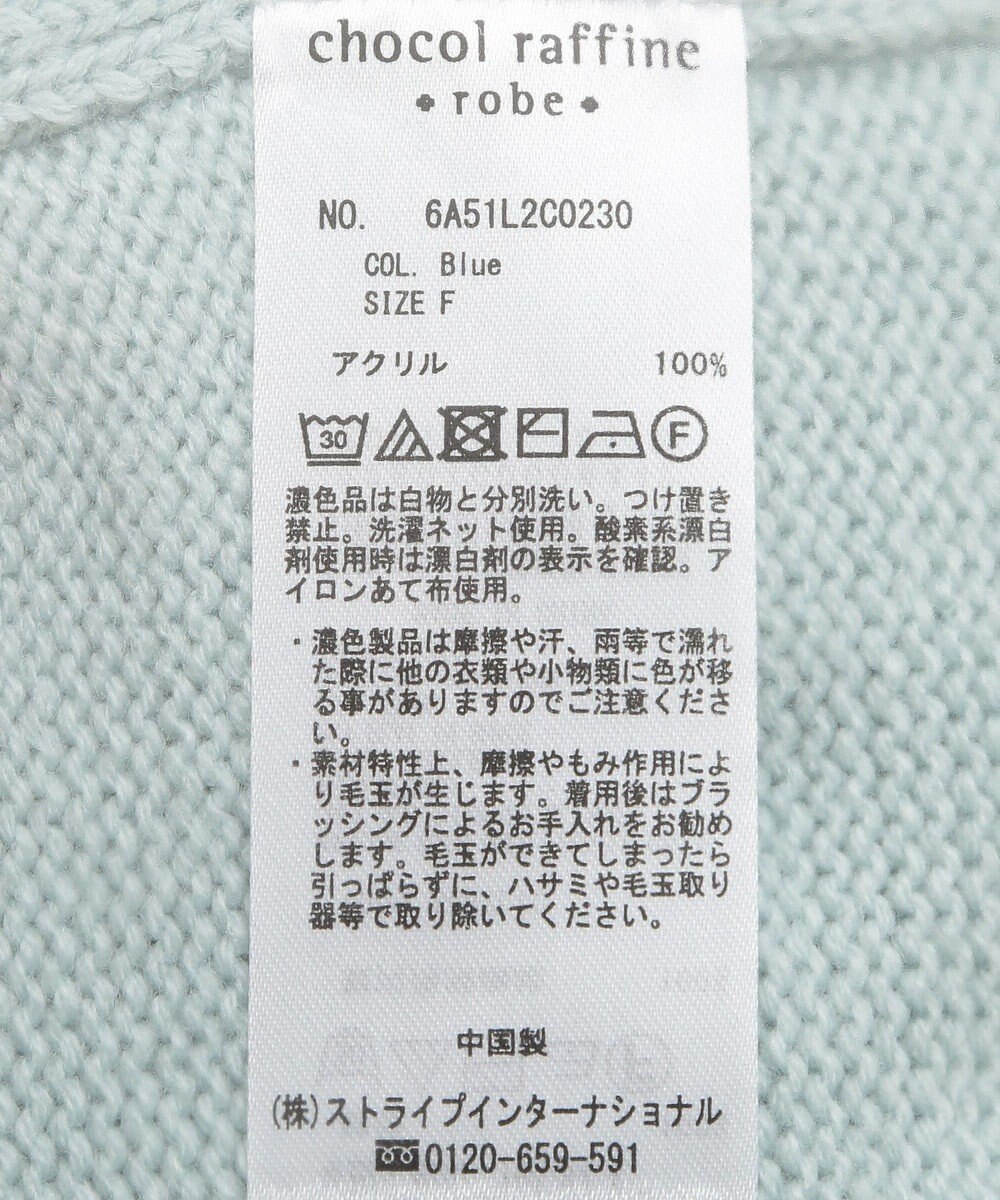 chocol raffine
robe
NO. 6A51L2C0230
COL. Blue
SIZE F
アクリル 100%
30 F
濃色品は白物と分別洗い。つけ置き
禁止。洗濯ネット使用。酸素系漂白
剤使用時は漂白剤の表示を確認。ア
イロンあて布使用。
・濃色製品は摩擦や汗、雨等で濡れ
た際に他の衣類や小物類に色が移
る事がありますのでご注意くださ
い。
・素材特性上、摩擦やもみ作用によ
り毛玉が生じます。着用後はブラ
ッシングによるお手入れをお勧め
します。毛玉ができてしまったら
引っぱらずに、ハサミや毛玉取り
器等で取り除いてください。
中国製
(株)ストライプインターナショナル
0120-659-591